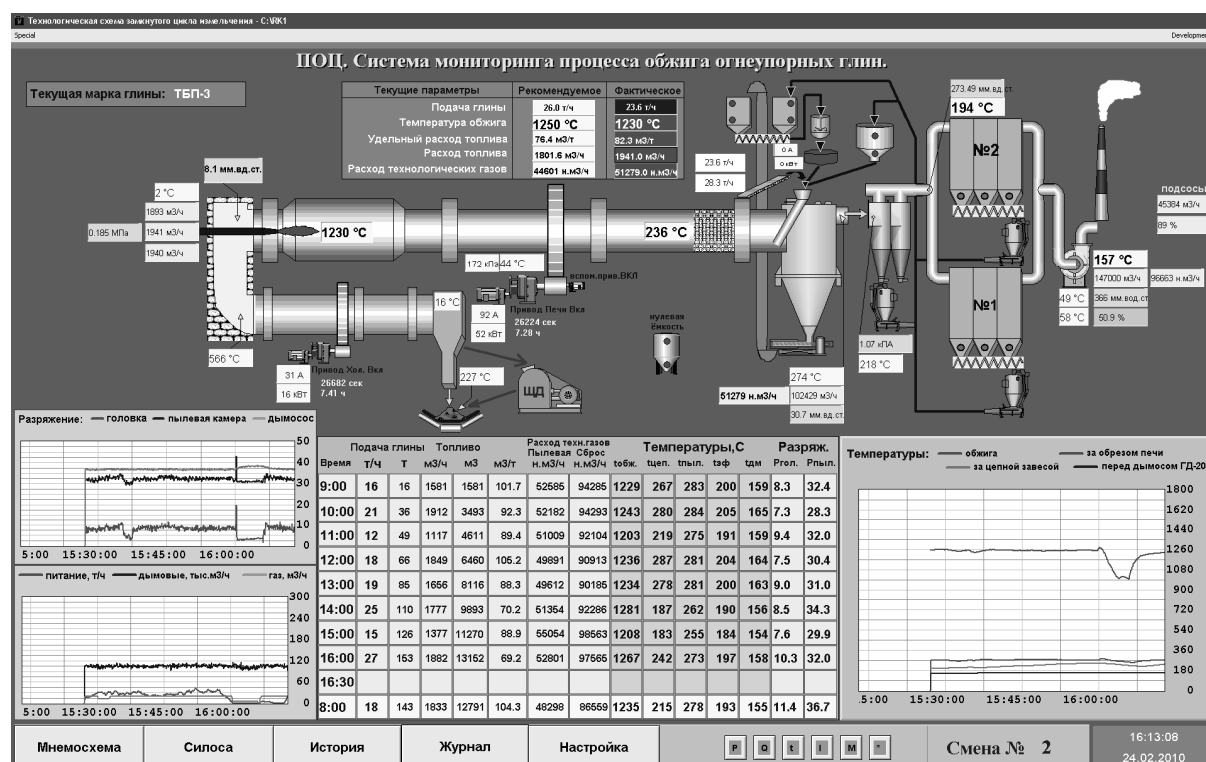 Технологическая схема замкнутого цикла измельчения - C:\RK1
Special Developme
ПОЦ. Система мониторинга процесса обжига огнеупорных глин.
Текущая марка глины: ТБП-3
Текущие параметры Рекомендуемое Фактическое
Подача глины 26.0 т/ч 23.6 т/ч
Температура обжига 1250 °C 1230 °C
Удельный расход топлива 76.4 м3/т 82.3 м3/т
Расход топлива 1801.6 м3/ч 1941.0 м3/ч
Расход технологических газов 44601 н.м3/ч 51279.0 н.м3/ч
273.49 мм.вд.ст.
194 °C
№2
0 А
0 кВт
23.6 т/ч
28.3 т/ч
8.1 мм.вд.ст.
2 °C
1893 м3/ч
0.185 МПа 1941 м3/ч
1940 м3/ч
1230 °C
236 °C
подсосы
45384 м3/ч
89 %
157 °C
147000 м3/ч 96663 н.м3/ч
49 °C 366 мм.вод.ст
58 °C 50.9 %
172 кПа 44 °C
вспом.прив.ВКЛ
Привод Печи Вкл
26224 сек
7.28 ч
92 А
52 кВт
16 °C
нулевая
ёмкость
№1
566 °C
31 А
16 кВт
Привод Хол. Вкл
26682 сек
7.41 ч
227 °C
ЩД
1.07 кПА
218 °C
274 °C
51279 н.м3/ч 102429 м3/ч
30.7 мм.вд.ст.
Разряжение: головка пылевая камера дымосос
50
40
30
20
10
0
5:00 15:30:00 15:45:00 16:00:00
питание, т/ч дымовые, тыс.м3/ч газ, м3/ч
300
240
180
120
60
0
5:00 15:30:00 15:45:00 16:00:00
Подача глины Топливо Расход техн.газов Температуры,С Разряж.
Пылевая Сброс
Время т/ч т м3/ч м3 м3/т н.м3/ч н.м3/ч tобж. tцеп. tпыл. tэф tдм Pгол. Pпыл.
9:00 16 16 1581 1581 101.7 52585 94285 1229 267 283 200 159 8.3 32.4
10:00 21 36 1912 3493 92.3 52182 94293 1243 280 284 205 165 7.3 28.3
11:00 12 49 1117 4611 89.4 51009 92104 1203 219 275 191 159 9.4 32.0
12:00 18 66 1849 6460 105.2 49891 90913 1236 287 281 204 164 7.5 30.4
13:00 19 85 1656 8116 88.3 49612 90185 1234 278 281 200 163 9.0 31.0
14:00 25 110 1777 9893 70.2 51354 92286 1281 187 262 190 156 8.5 34.3
15:00 15 126 1377 11270 88.9 55054 98563 1208 183 255 184 154 7.6 29.9
16:00 27 153 1882 13152 69.2 52801 97565 1267 242 273 197 158 10.3 32.0
16:30
8:00 18 143 1833 12791 104.3 48298 86559 1235 215 278 193 155 11.4 36.7
Температуры: обжига за обрезом печи
за цепной завесой перед дымосом ГД-20
1800
1620
1440
1260
1080
900
720
540
360
180
0
5:00 15:30:00 15:45:00 16:00:00
Мнемосхема Силоса История Журнал Настройка P Q t I M " Смена № 2 16:13:08
24.02.2010